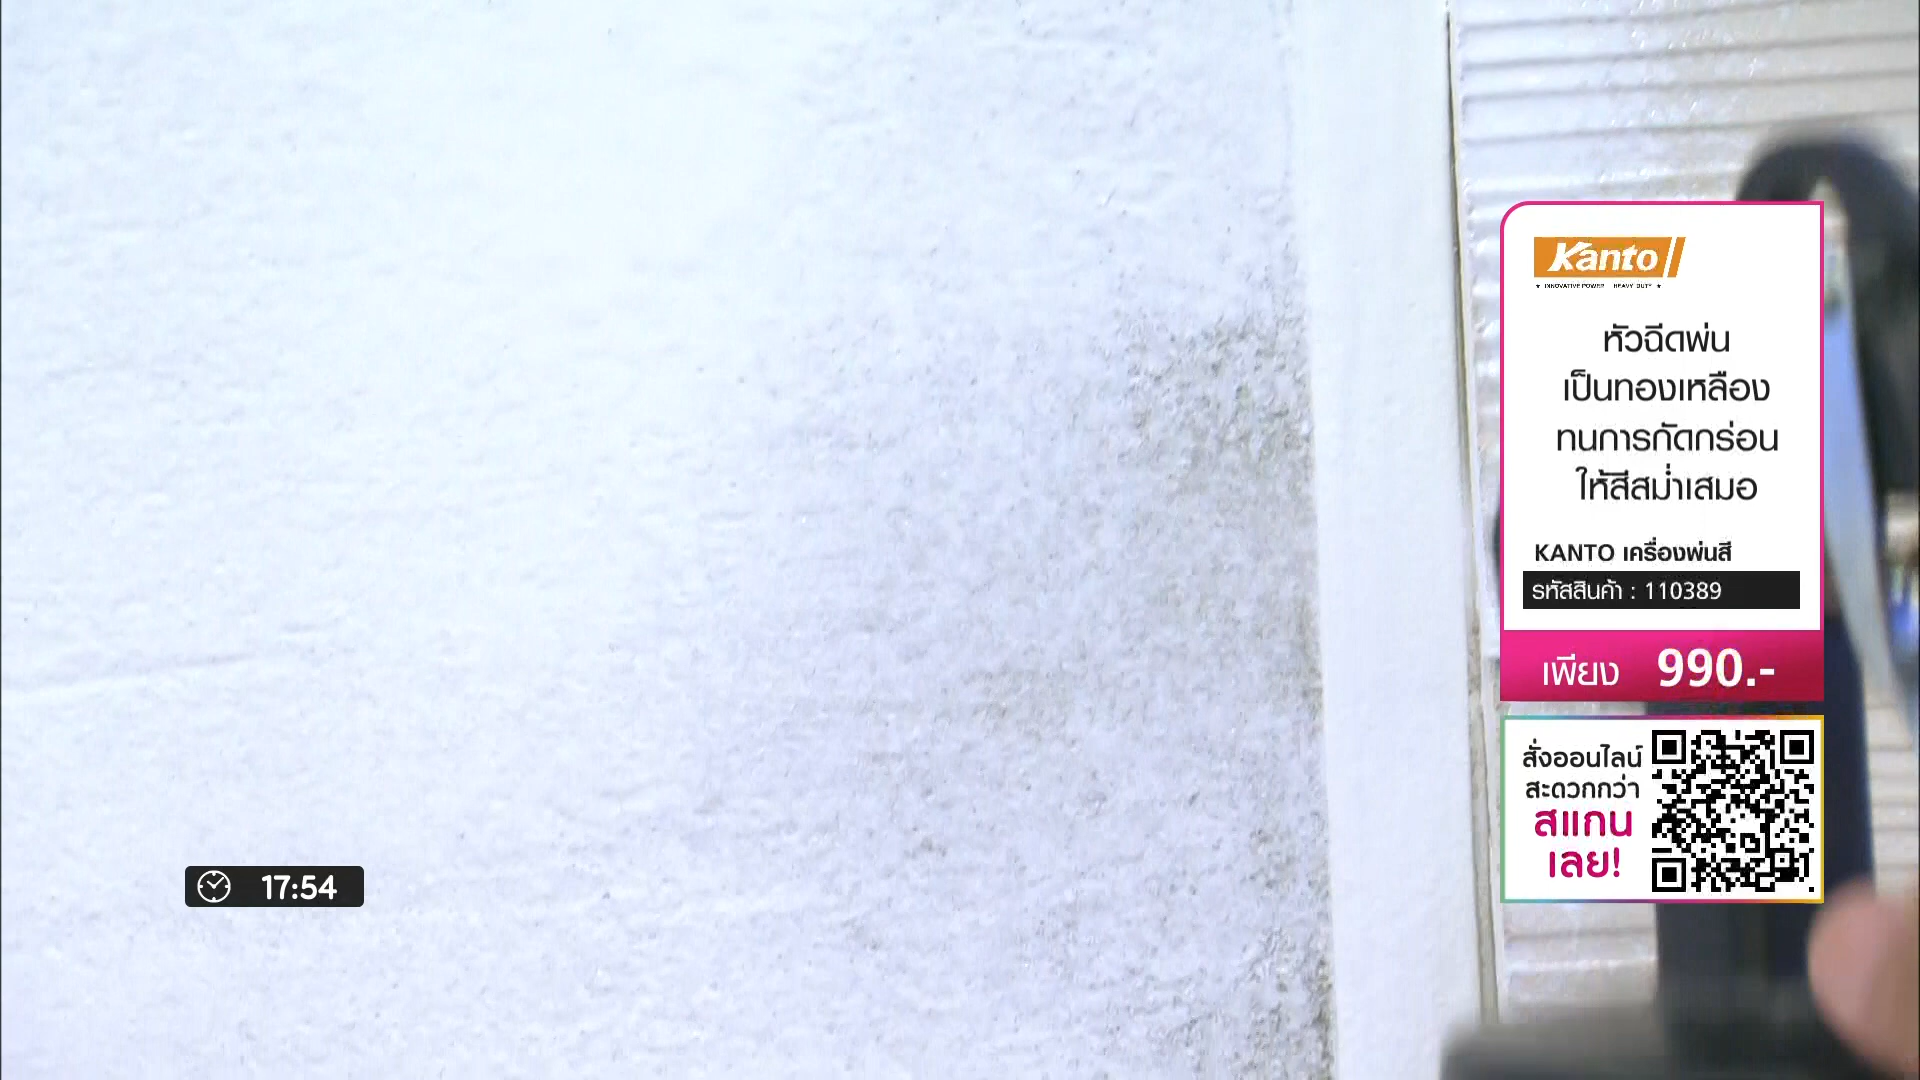 Kanto
★ INNOVATIVE POWER HEAVY DUTY ★
หัวฉีดพ่น
เป็นทองเหลือง
ทนการกัดกร่อน
ให้สีสม่ำเสมอ
KANTO เครื่องพ่นสี
รหัสสินค้า : 110389
เพียง 990.-
สั่งออนไลน์
สะดวกกว่า
สแกน
เลย!
17:54